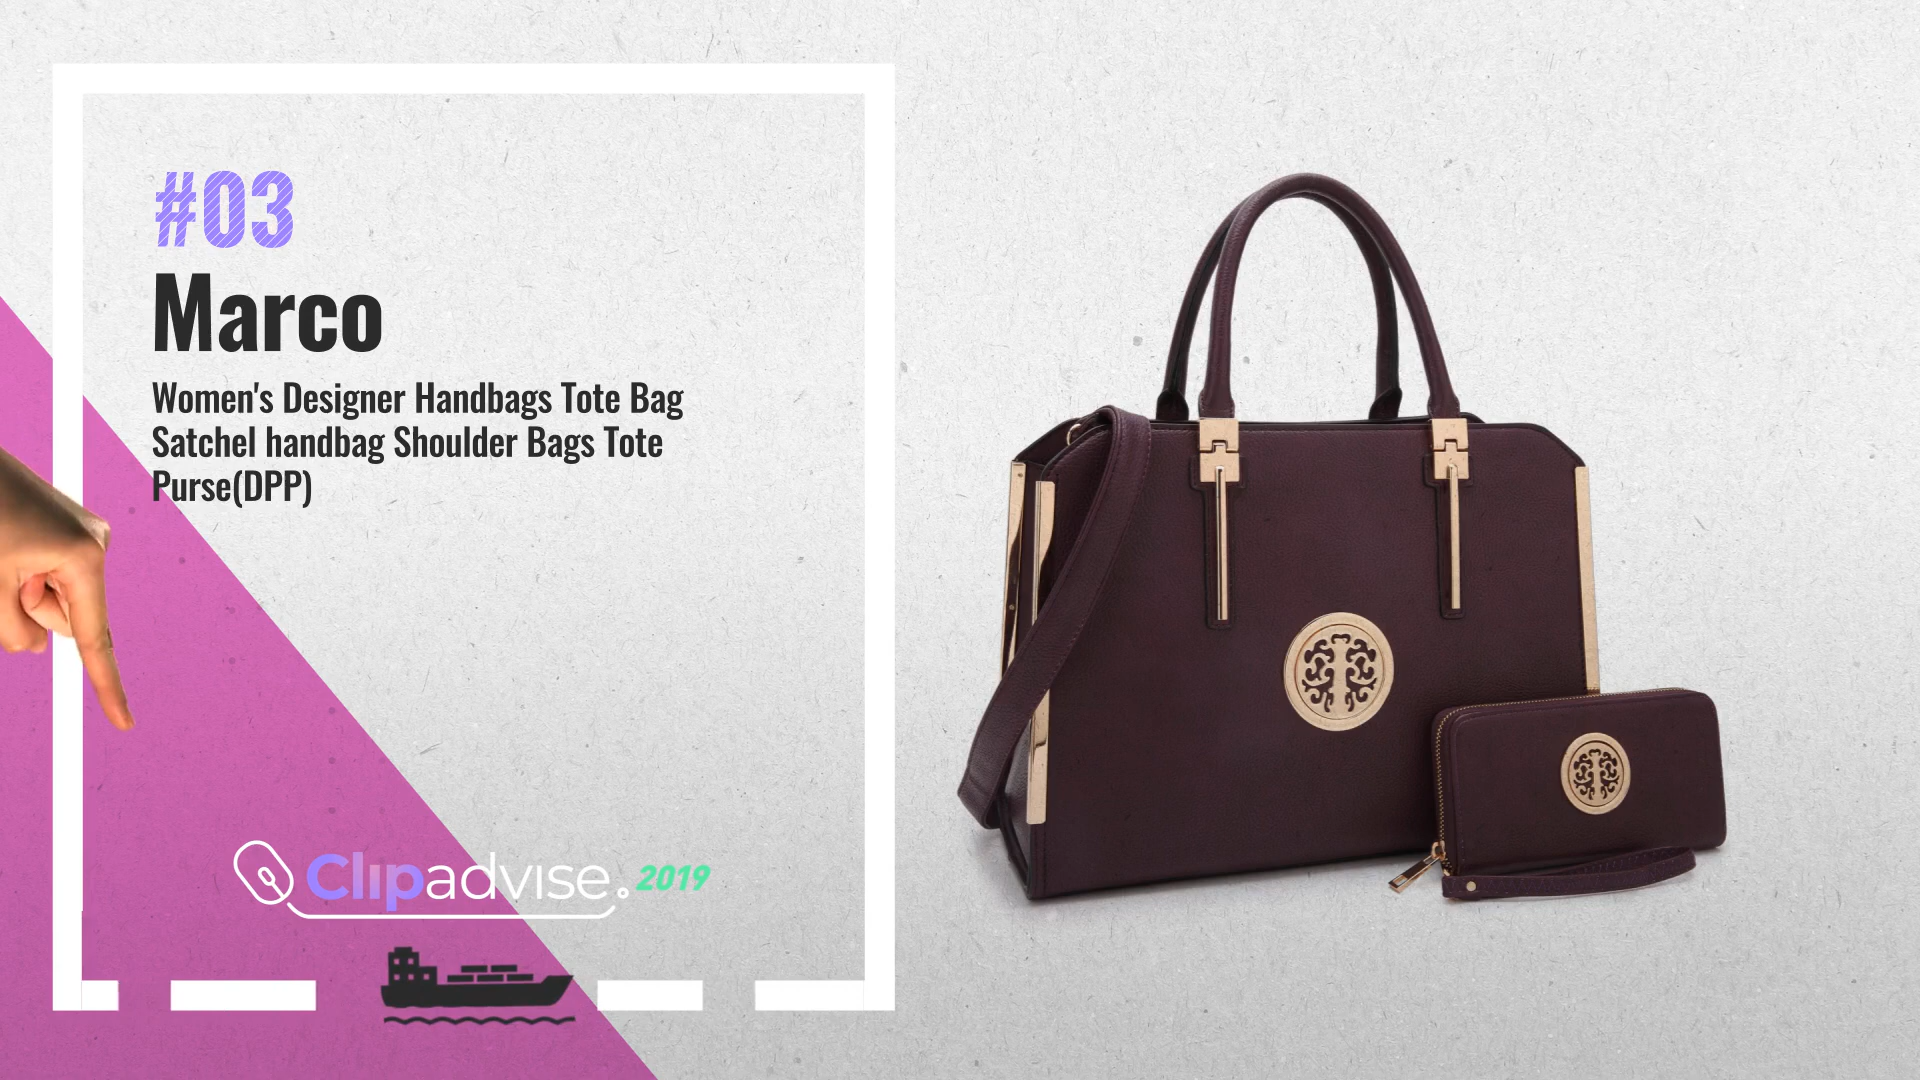 #03
Marco
Women's Designer Handbags Tote Bag
Satchel handbag Shoulder Bags Tote
Purse(DPP)
Clipadvise. 2019